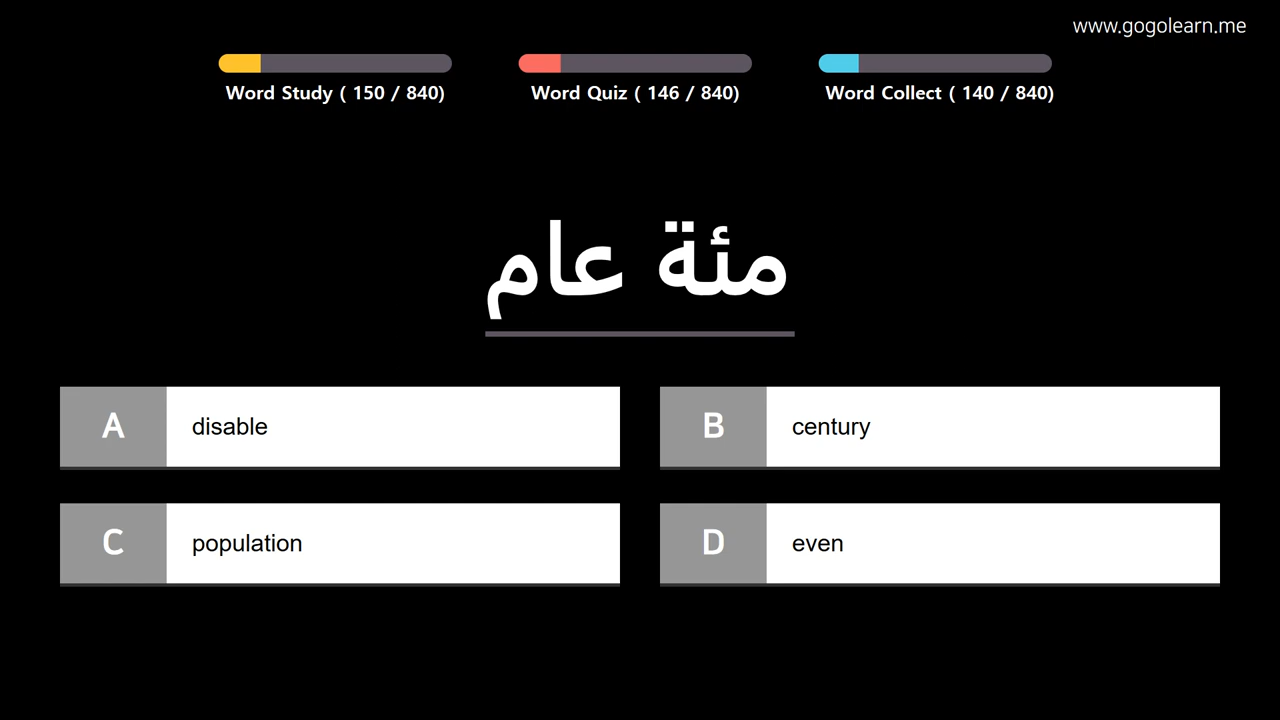 www.gogolearn.me
Word Study ( 150 / 840)
Word Quiz ( 146 / 840)
Word Collect ( 140 / 840)
مئة عام
A disable
B century
C population
D even